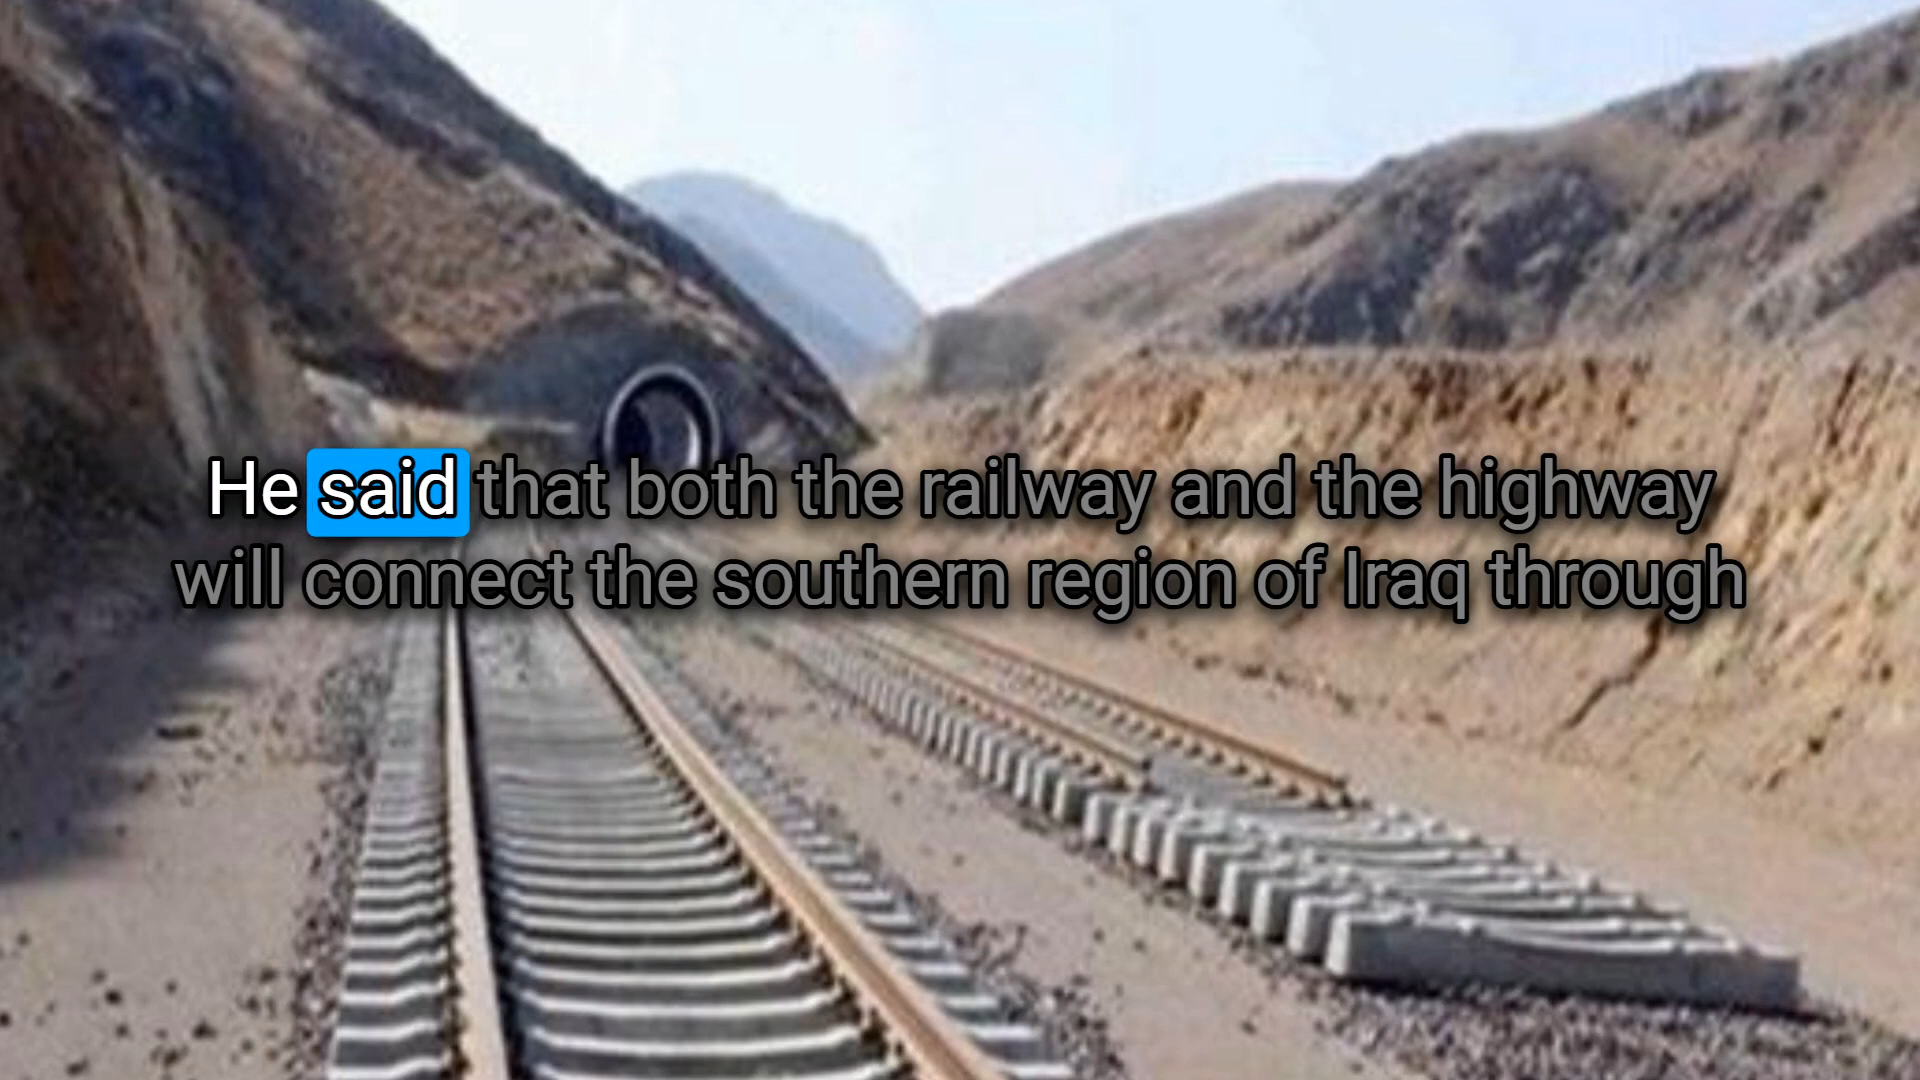 He said that both the railway and the highway
will connect the southern region of Iraq through